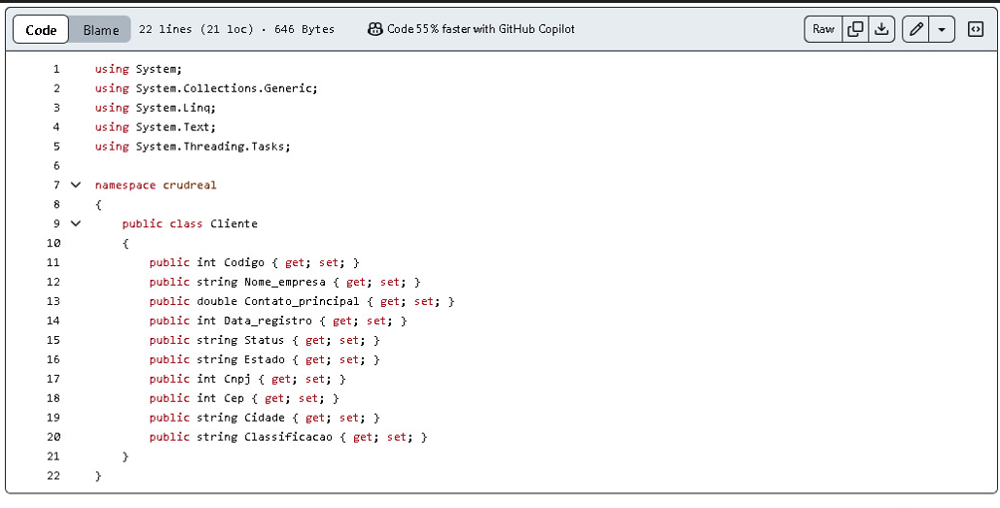 Code Blame 22 lines (21 loc) · 646 Bytes Code 55% faster with GitHub Copilot Raw
1 using System;
2 using System.Collections.Generic;
3 using System.Linq;
4 using System.Text;
5 using System.Threading.Tasks;
6
7 namespace crudreal
8 {
9 public class Cliente
10 {
11 public int Codigo { get; set; }
12 public string Nome_empresa { get; set; }
13 public double Contato_principal { get; set; }
14 public int Data_registro { get; set; }
15 public string Status { get; set; }
16 public string Estado { get; set; }
17 public int Cnpj { get; set; }
18 public int Cep { get; set; }
19 public string Cidade { get; set; }
20 public string Classificacao { get; set; }
21 }
22 }